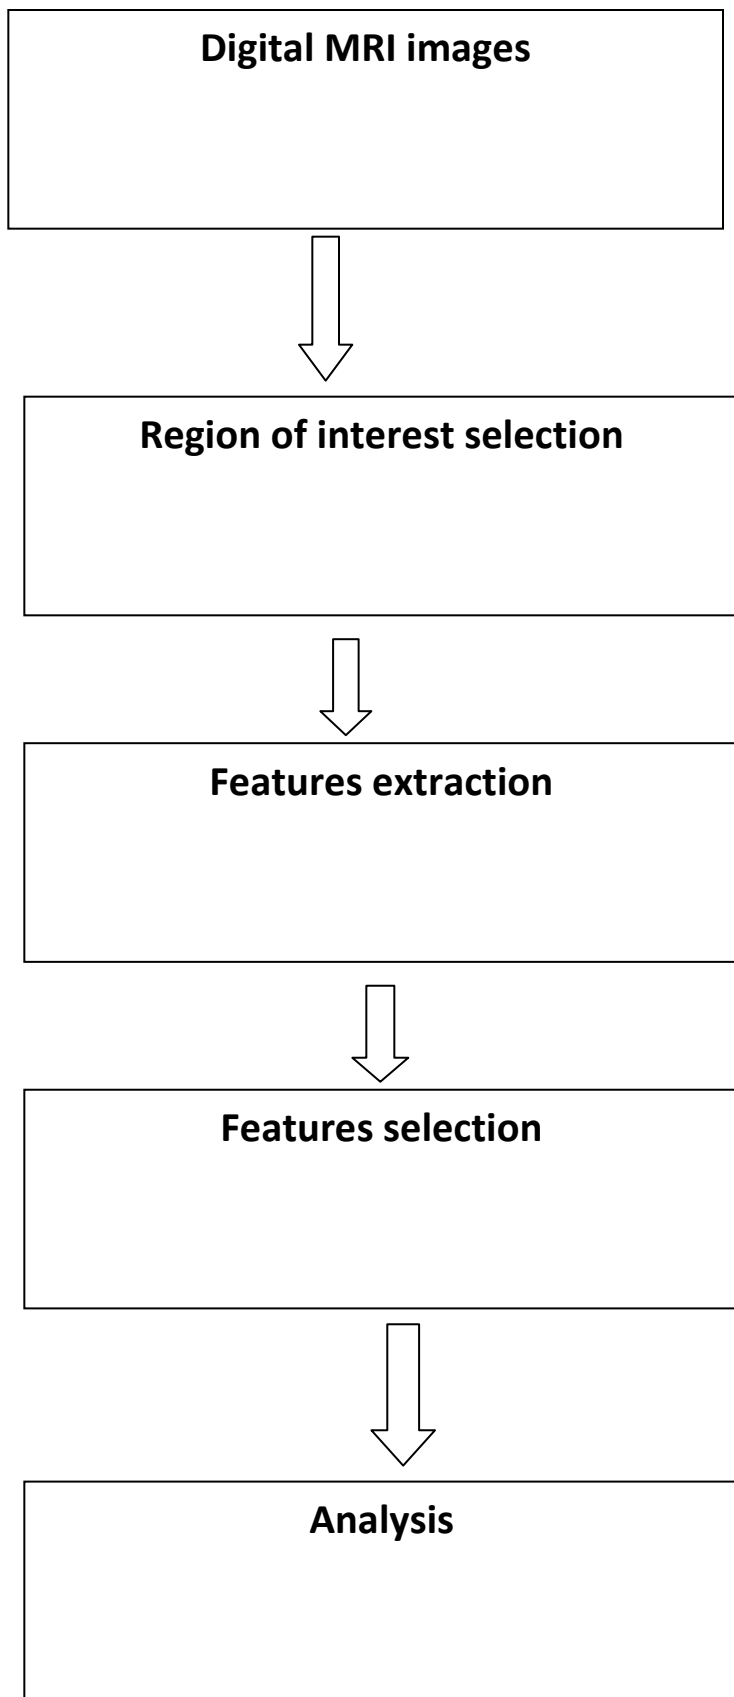 Digital MRI images
Region of interest selection
Features extraction
Features selection
Analysis